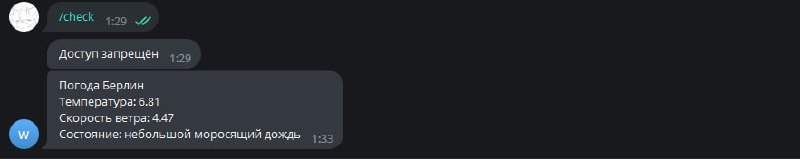 /check 1:29
Доступ запрещён 1:29
Погода Берлин
Температура: 6.81
Скорость ветра: 4.47
Состояние: небольшой моросящий дождь 1:33
W